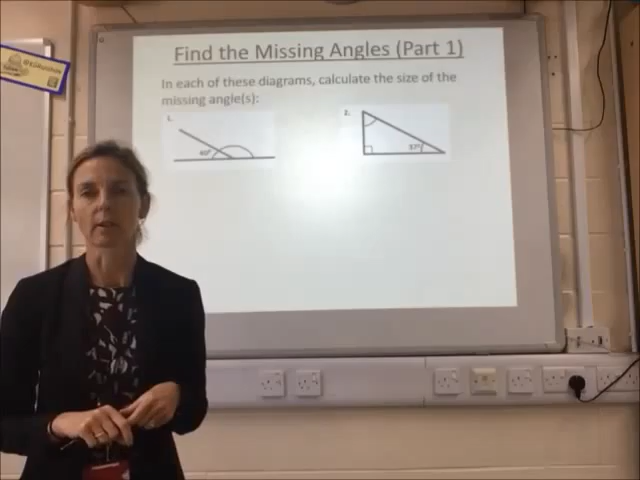 Find the Missing Angles (Part 1)
In each of these diagrams, calculate the size of the
missing angle(s):
1.
2.
40°
37°